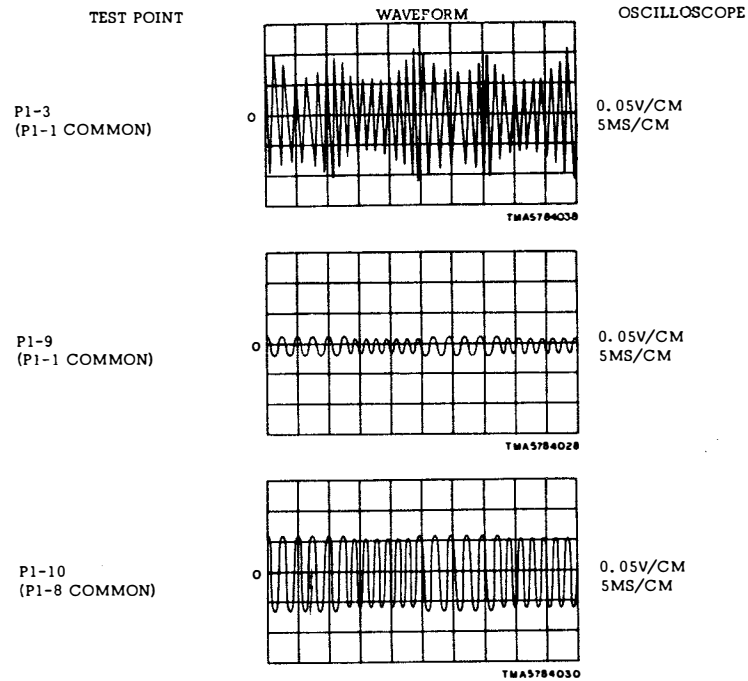 TEST POINT WAVEFORM OSCILLOSCOPE
P1-3
(P1-1 COMMON)
0
0.05V/CM
5MS/CM
TMA5784038
P1-9
(P1-1 COMMON)
0
0.05V/CM
5MS/CM
TMA5784028
P1-10
(P1-8 COMMON)
0
0.05V/CM
5MS/CM
TMA5784030